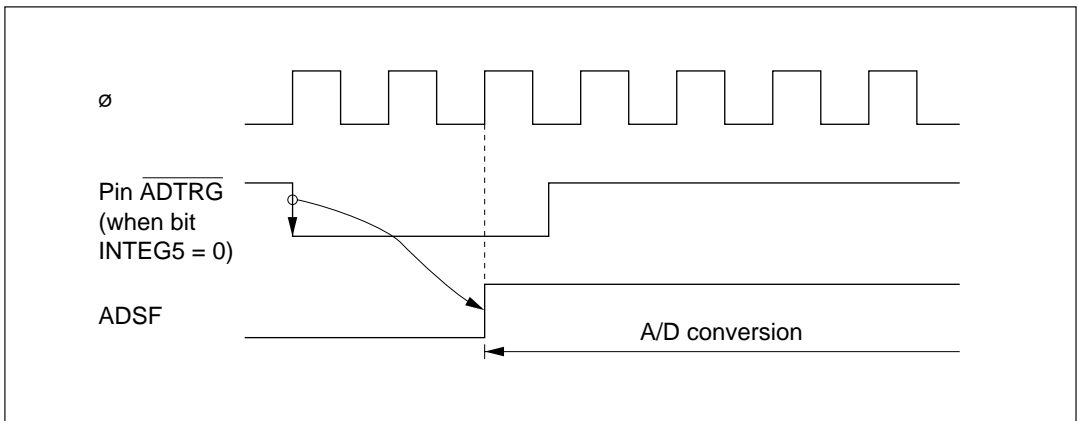 ø
Pin ADTRG
(when bit
INTEG5 = 0)
ADSF
A/D conversion